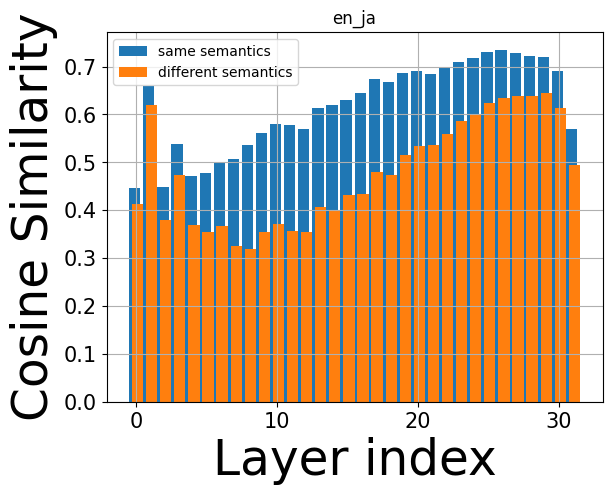 en_ja
same semantics
different semantics
Cosine Similarity
0.7
0.6
0.5
0.4
0.3
0.2
0.1
0.0
0 10 20 30
Layer index